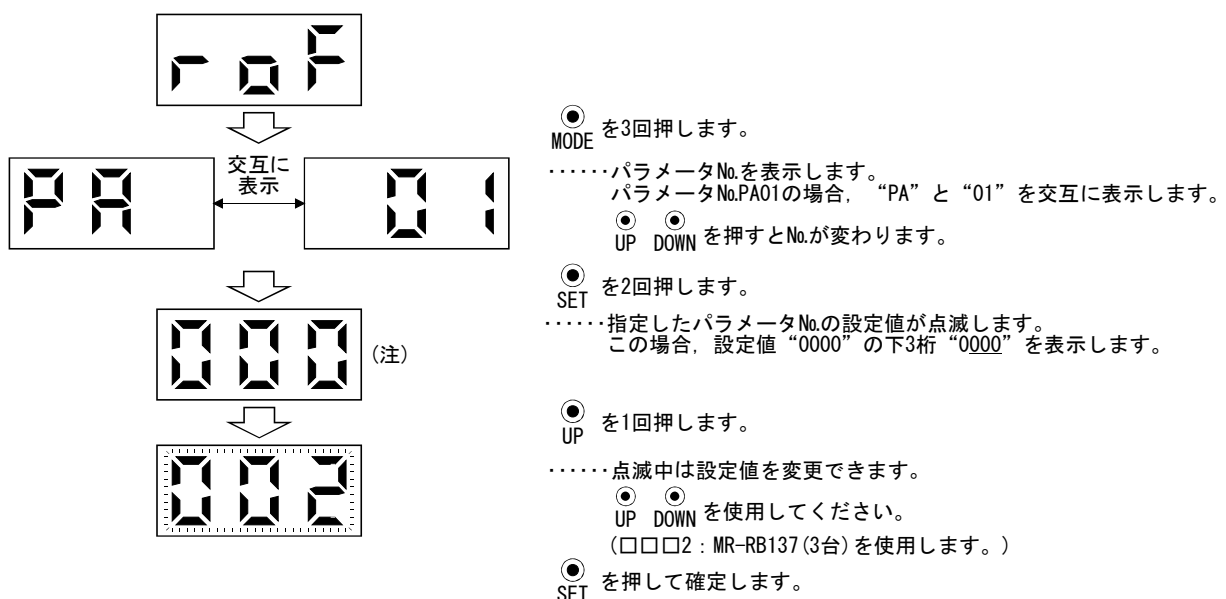 roF
MODE を3回押します。
PA
交互に
表示
01
‥‥‥パラメータNo.を表示します。
パラメータNo.PA01の場合，“PA”と“01”を交互に表示します。
UP DOWN を押すとNo.が変わります。
SET を2回押します。
000
(注)
‥‥‥指定したパラメータNo.の設定値が点滅します。
この場合，設定値“0000”の下3桁“0000”を表示します。
UP を1回押します。
002
‥‥‥点滅中は設定値を変更できます。
UP DOWN を使用してください。
(□□□2：MR-RB137(3台)を使用します。)
SET を押して確定します。